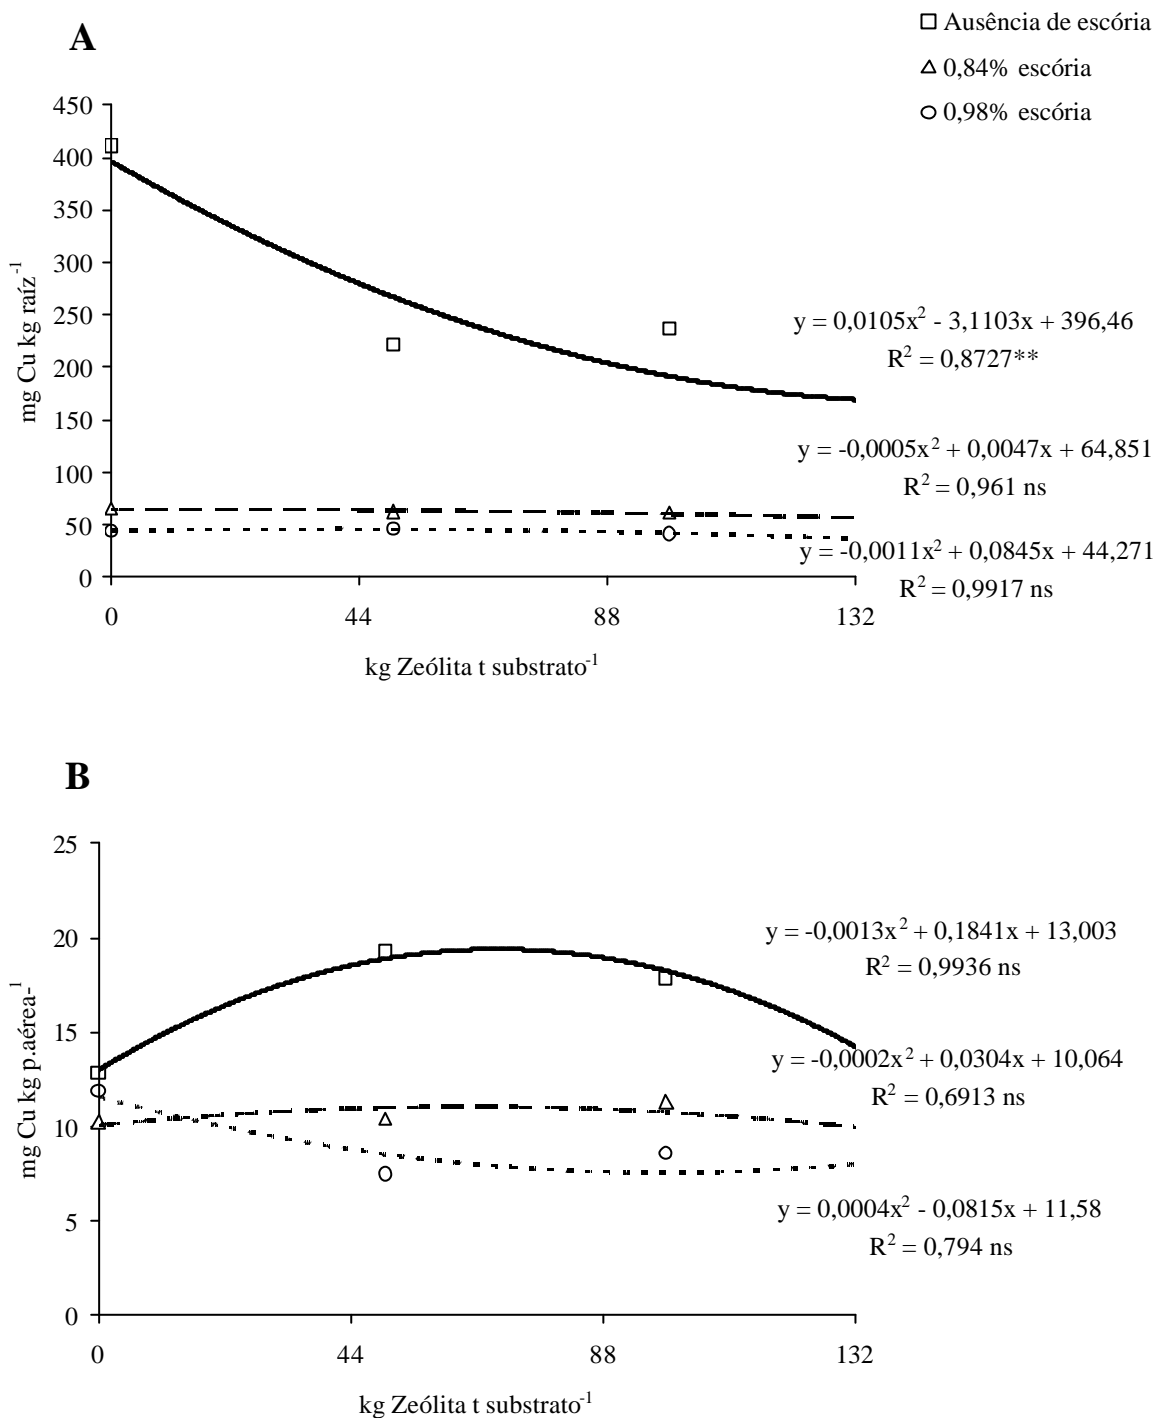 A
Ausência de escória
0,84% escória
0,98% escória
450
400
350
300
250
200
150
100
50
0
mg Cu kg raíz⁻¹
y = 0,0105x² - 3,1103x + 396,46
R² = 0,8727**
y = -0,0005x² + 0,0047x + 64,851
R² = 0,961 ns
y = -0,0011x² + 0,0845x + 44,271
R² = 0,9917 ns
0 44 88 132
kg Zeólita t substrato⁻¹
B
25
20
15
10
5
0
mg Cu kg p.aérea-¹
y = -0,0013x² + 0,1841x + 13,003
R² = 0,9936 ns
y = -0,0002x² + 0,0304x + 10,064
R² = 0,6913 ns
y = 0,0004x² - 0,0815x + 11,58
R² = 0,794 ns
0 44 88 132
kg Zeólita t substrato⁻¹